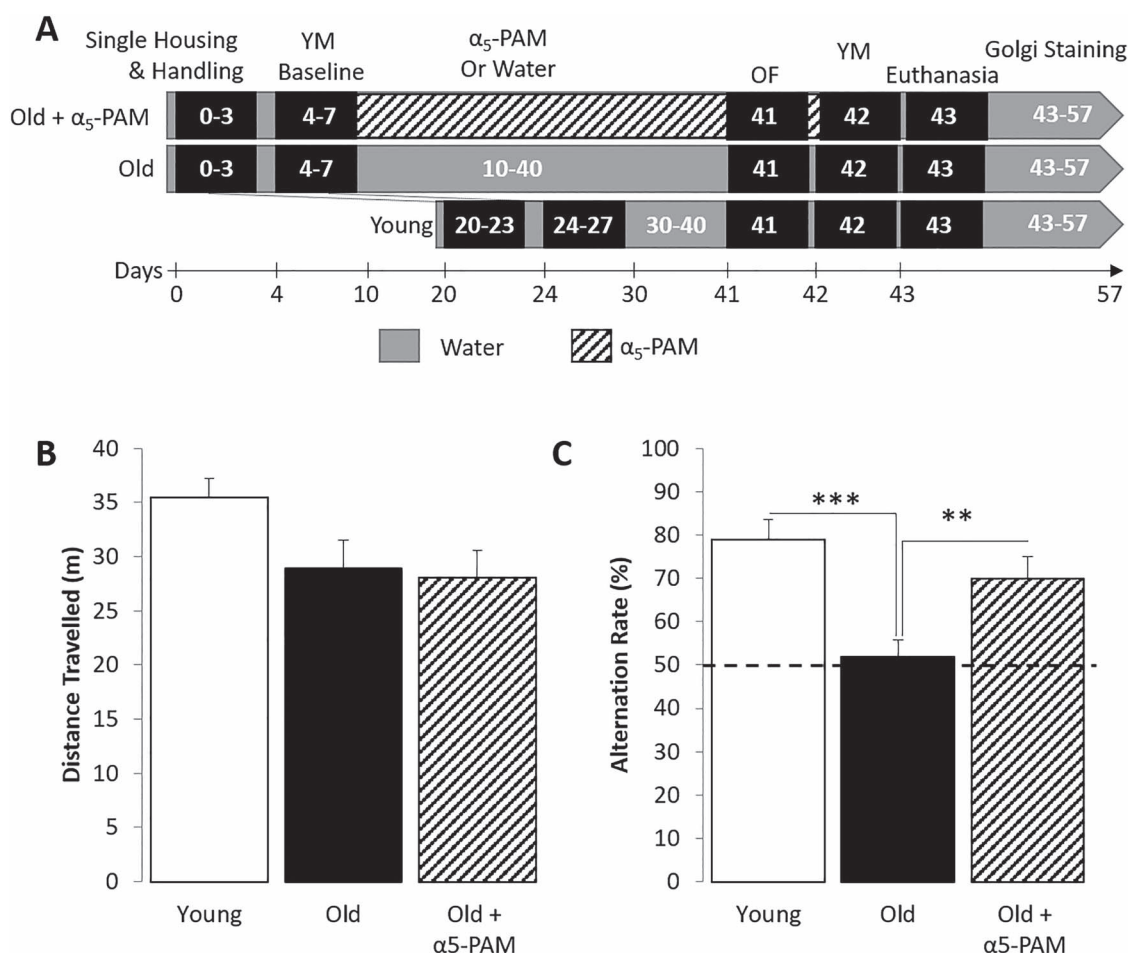 A
Single Housing
& Handling
YM
Baseline
α₅-PAM
Or Water
OF
YM
Euthanasia
Golgi Staining
Old + α₅-PAM 0-3 4-7 41 42 43 43-57
Old 0-3 4-7 10-40 41 42 43 43-57
Young 20-23 24-27 30-40 41 42 43 43-57
Days
0 4 10 20 24 30 41 42 43 57
Water α₅-PAM
B
Distance Travelled (m)
40
35
30
25
20
15
10
5
0
Young Old Old +
α5-PAM
C
Alternation Rate (%)
100
90
80
70
60
50
40
30
20
10
0
***
**
Young Old Old +
α5-PAM